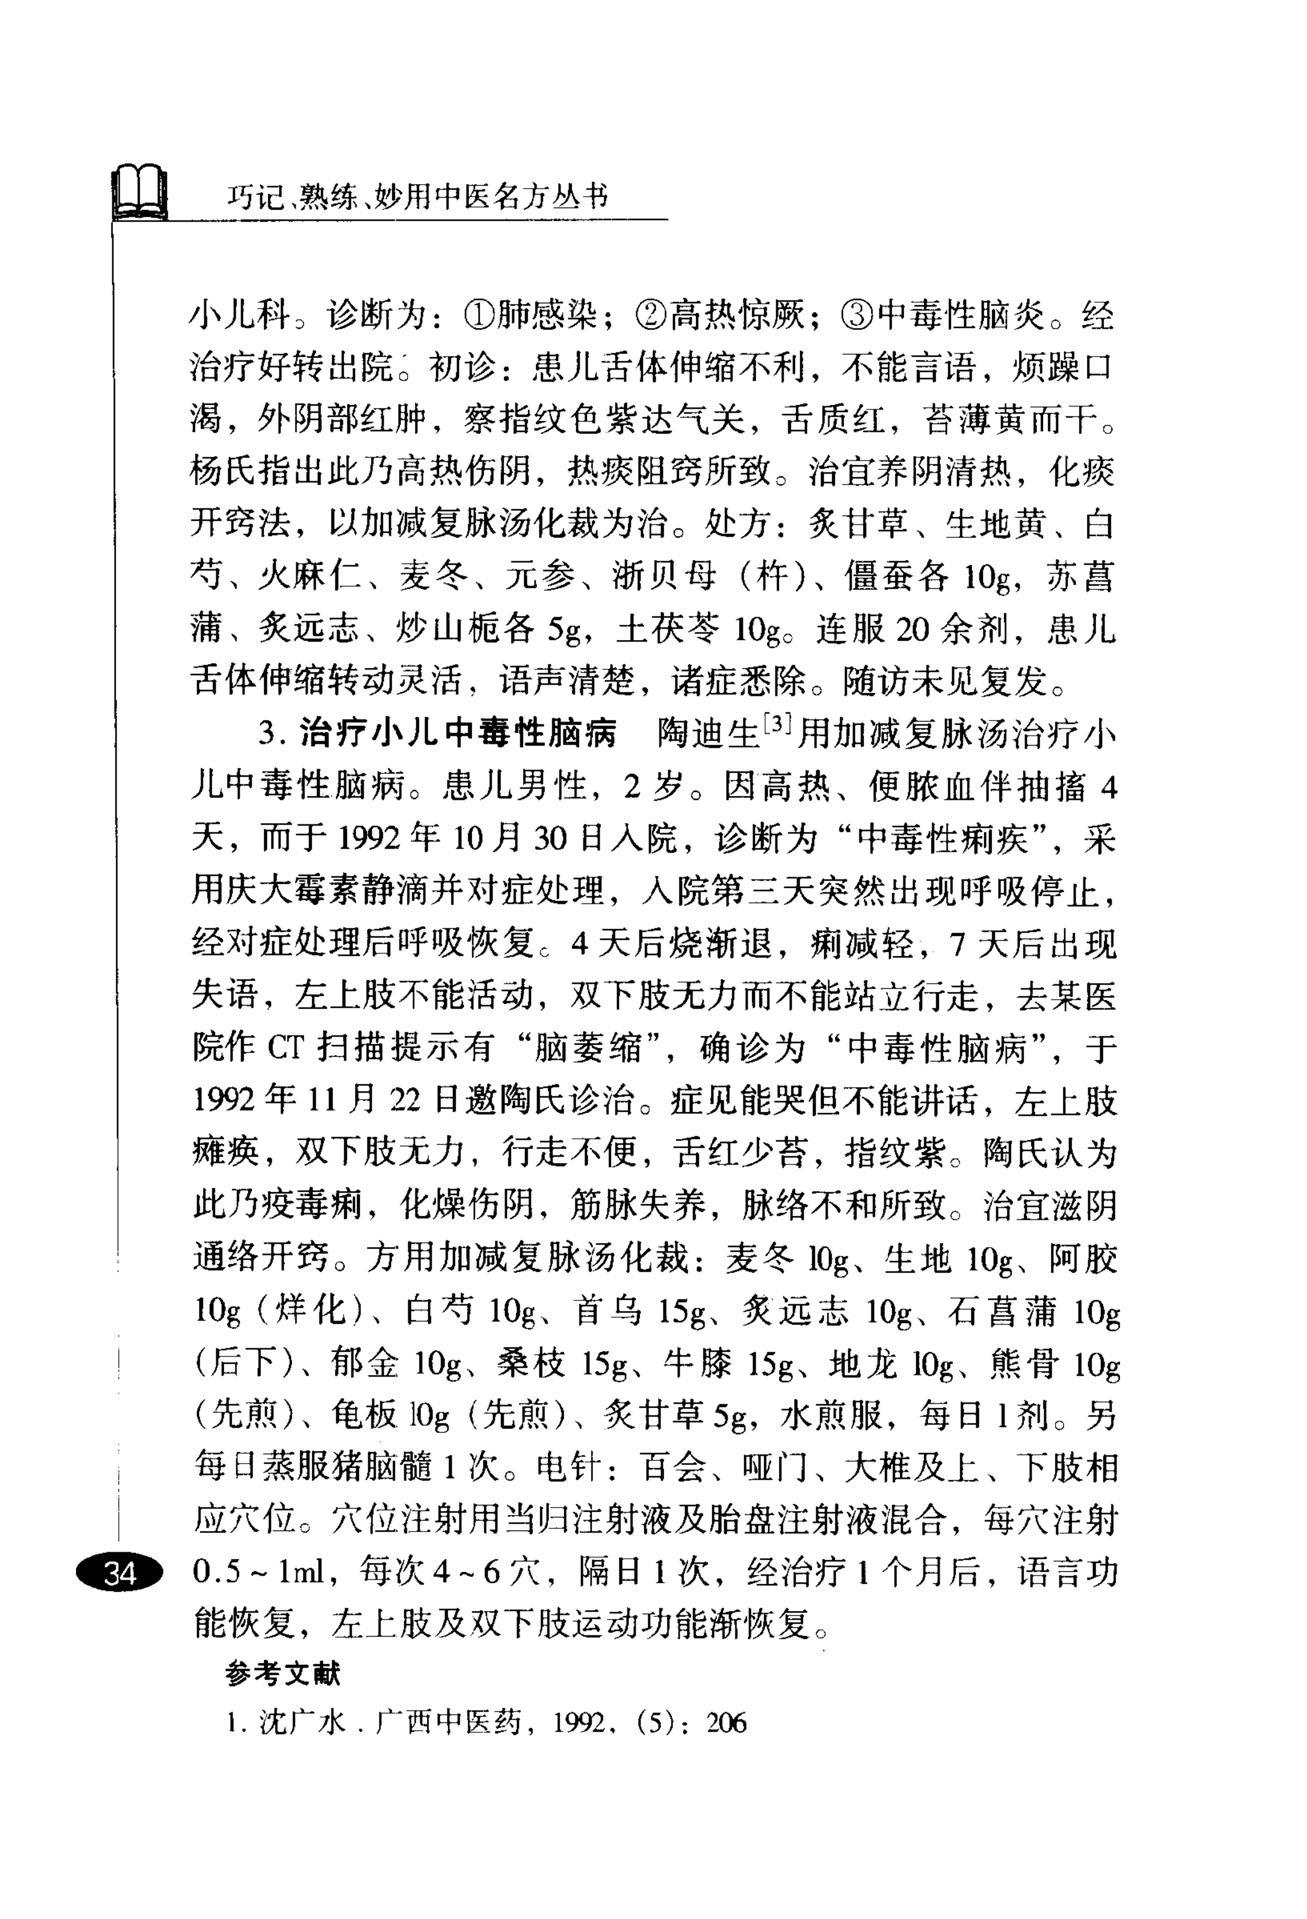 巧记、熟练、妙用中医名方丛书
小儿科。诊断为：①肺感染；②高热惊厥；③中毒性脑炎。经
治疗好转出院。初诊：患儿舌体伸缩不利，不能言语，烦躁口
渴，外阴部红肿，察指纹色紫达气关，舌质红，苔薄黄而干。
杨氏指出此乃高热伤阴，热痰阻窍所致。治宜养阴清热，化痰
开窍法，以加减复脉汤化裁为治。处方：炙甘草、生地黄、白
芍、火麻仁、麦冬、元参、浙贝母（杵）、僵蚕各 10g，苏菖
蒲、炙远志、炒山栀各 5g，土茯苓 10g。连服 20 余剂，患儿
舌体伸缩转动灵活，语声清楚，诸症悉除。随访未见复发。
3. 治疗小儿中毒性脑病　陶迪生[3]用加减复脉汤治疗小
儿中毒性脑病。患儿男性，2 岁。因高热、便脓血伴抽搐 4
天，而于 1992 年 10 月 30 日入院，诊断为“中毒性痢疾”，采
用庆大霉素静滴并对症处理，入院第三天突然出现呼吸停止，
经对症处理后呼吸恢复。4 天后烧渐退，痢减轻，7 天后出现
失语，左上肢不能活动，双下肢无力而不能站立行走，去某医
院作 CT 扫描提示有“脑萎缩”，确诊为“中毒性脑病”，于
1992 年 11 月 22 日邀陶氏诊治。症见能哭但不能讲话，左上肢
瘫痪，双下肢无力，行走不便，舌红少苔，指纹紫。陶氏认为
此乃疫毒痢，化燥伤阴，筋脉失养，脉络不和所致。治宜滋阴
通络开窍。方用加减复脉汤化裁：麦冬 10g、生地 10g、阿胶
10g（烊化）、白芍 10g、首乌 15g、炙远志 10g、石菖蒲 10g
（后下）、郁金 10g、桑枝 15g、牛膝 15g、地龙 10g、熊骨 10g
（先煎）、龟板 10g（先煎）、炙甘草 5g，水煎服，每日 1 剂。另
每日蒸服猪脑髓 1 次。电针：百会、哑门、大椎及上、下肢相
应穴位。穴位注射用当归注射液及胎盘注射液混合，每穴注射
0.5～1ml，每次 4～6 穴，隔日 1 次，经治疗 1 个月后，语言功
能恢复，左上肢及双下肢运动功能渐恢复。
34
参考文献
1. 沈广水．广西中医药，1992，（5）：206